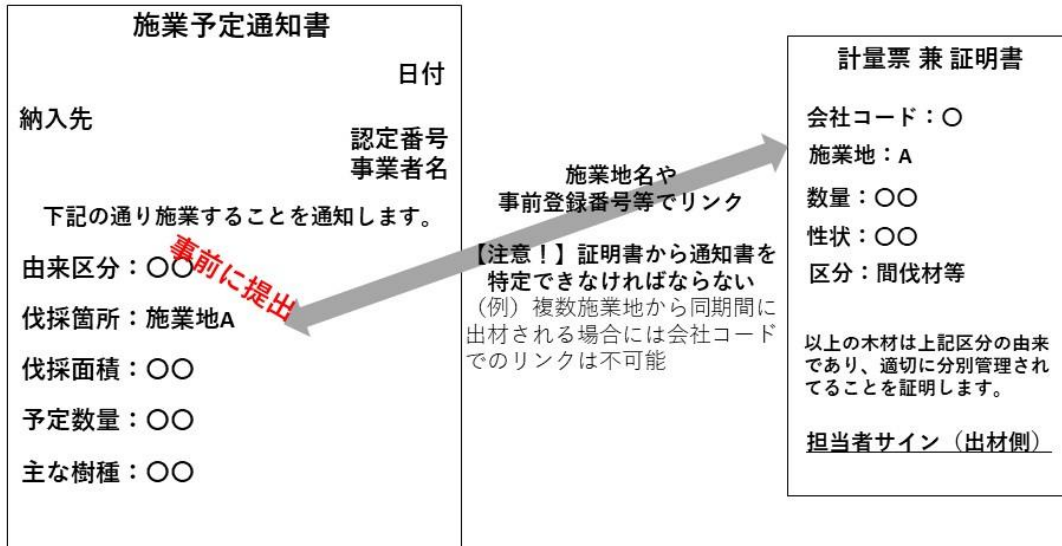 施業予定通知書
日付
納入先
認定番号
事業者名
下記の通り施業することを通知します。
由来区分：〇〇
事前に提出
伐採箇所：施業地A
伐採面積：〇〇
予定数量：〇〇
主な樹種：〇〇
施業地名や
事前登録番号等でリンク
【注意！】証明書から通知書を
特定できなければならない
（例）複数施業地から同期間に
出材される場合には会社コード
でのリンクは不可能
計量票 兼 証明書
会社コード：〇
施業地：A
数量：〇〇
性状：〇〇
区分：間伐材等
以上の木材は上記区分の由来
であり、適切に分別管理され
てることを証明します。
担当者サイン（出材側）